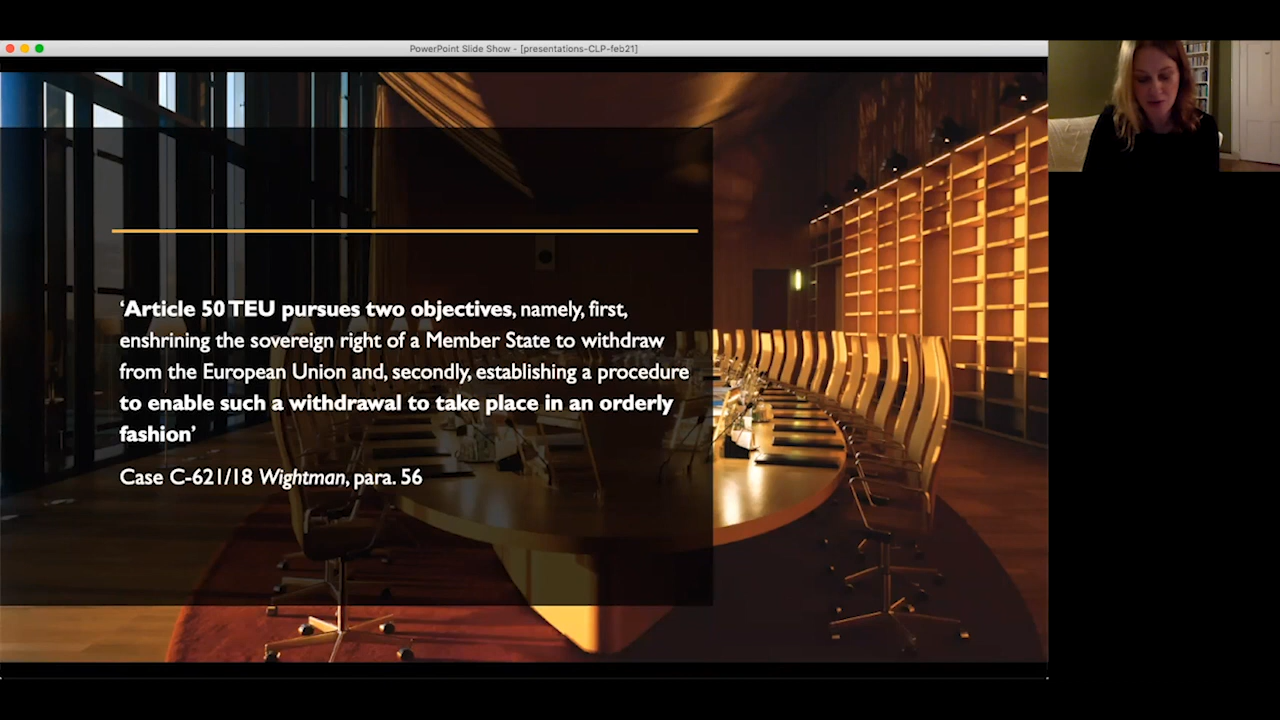 PowerPoint Slide Show - [presentations-CLP-feb21]
‘Article 50 TEU pursues two objectives, namely, first,
enshrining the sovereign right of a Member State to withdraw
from the European Union and, secondly, establishing a procedure
to enable such a withdrawal to take place in an orderly
fashion’
Case C-621/18 Wightman, para. 56